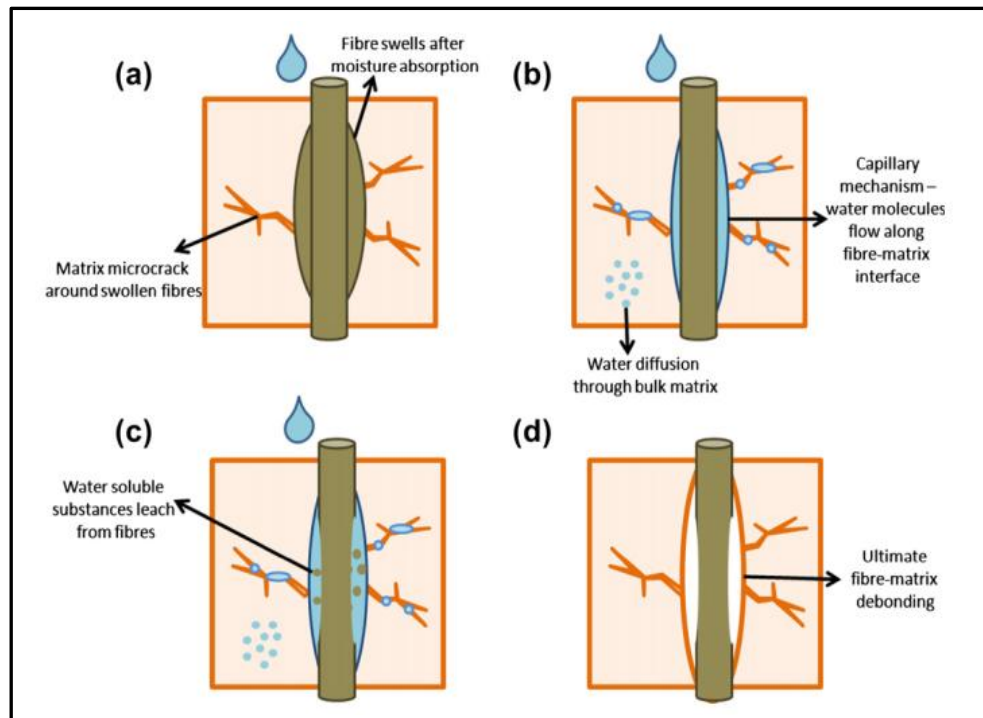 (a)
Fibre swells after
moisture absorption
Matrix microcrack
around swollen fibres
(b)
Capillary
mechanism –
water molecules
flow along
fibre-matrix
interface
Water diffusion
through bulk matrix
(c)
Water soluble
substances leach
from fibres
(d)
Ultimate
fibre-matrix
debonding